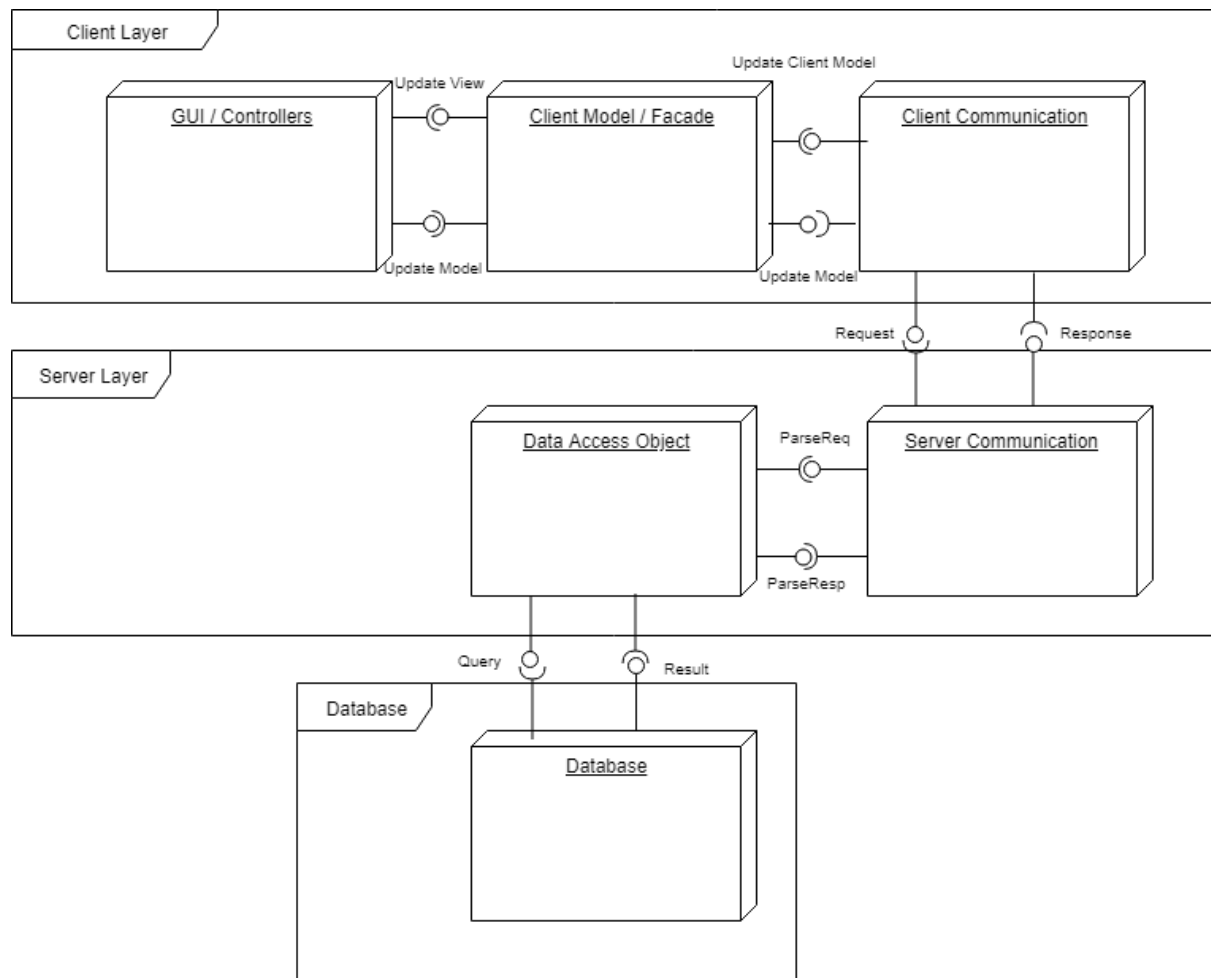 Client Layer
Update View
Update Client Model
GUI / Controllers
Client Model / Facade
Client Communication
Update Model
Update Model
Request
Response
Server Layer
Data Access Object
ParseReq
Server Communication
ParseResp
Query
Result
Database
Database